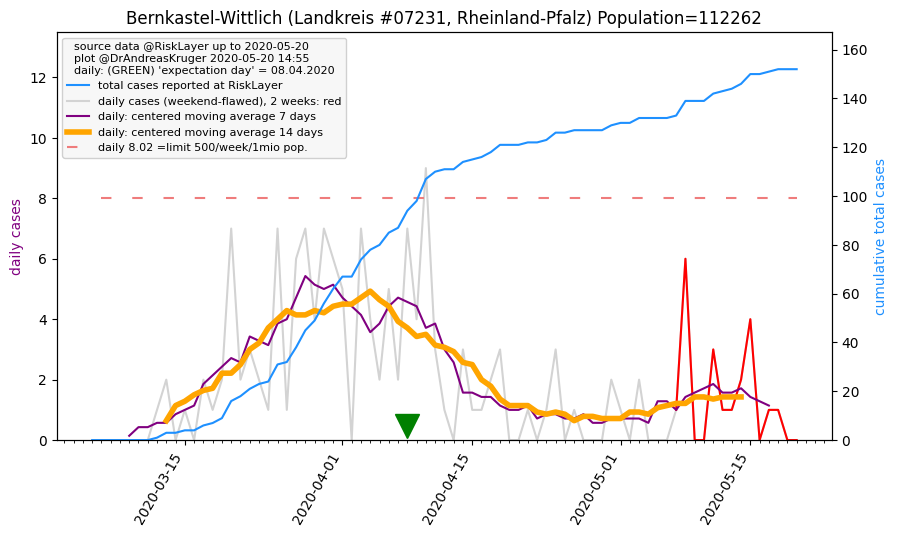 Bernkastel-Wittlich (Landkreis #07231, Rheinland-Pfalz) Population=112262
source data @RiskLayer up to 2020-05-20
plot @DrAndreasKruger 2020-05-20 14:55
daily: (GREEN) 'expectation day' = 08.04.2020
total cases reported at RiskLayer
daily cases (weekend-flawed), 2 weeks: red
daily: centered moving average 7 days
daily: centered moving average 14 days
daily 8.02 =limit 500/week/1mio pop.
daily cases
0
2
4
6
8
10
12
cumulative total cases
0
20
40
60
80
100
120
140
160
2020-03-15
2020-04-01
2020-04-15
2020-05-01
2020-05-15